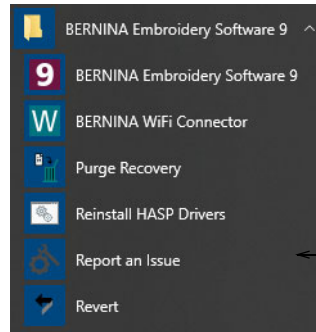 BERNINA Embroidery Software 9
9 BERNINA Embroidery Software 9
W BERNINA WiFi Connector
Purge Recovery
Reinstall HASP Drivers
Report an Issue
Revert